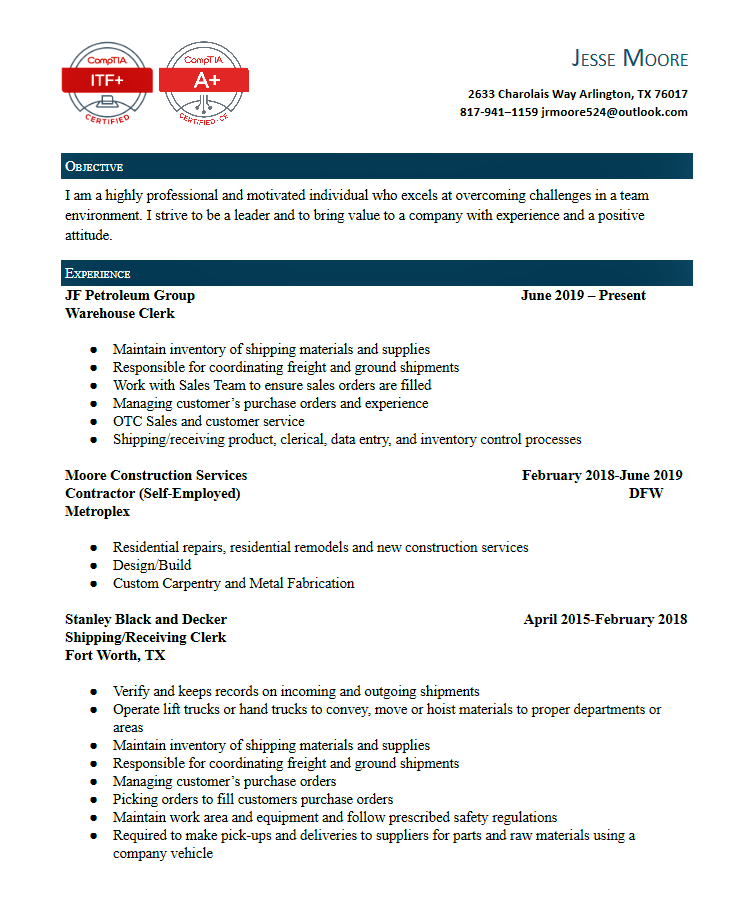 CompTIA
ITF+
CERTIFIED
CompTIA
A+
CERTIFIED·CE
Jesse Moore
2633 Charolais Way Arlington, TX 76017
817-941–1159 jrmoore524@outlook.com
Objective
I am a highly professional and motivated individual who excels at overcoming challenges in a team
environment. I strive to be a leader and to bring value to a company with experience and a positive
attitude.
Experience
JF Petroleum Group June 2019 – Present
Warehouse Clerk
● Maintain inventory of shipping materials and supplies
● Responsible for coordinating freight and ground shipments
● Work with Sales Team to ensure sales orders are filled
● Managing customer’s purchase orders and experience
● OTC Sales and customer service
● Shipping/receiving product, clerical, data entry, and inventory control processes
Moore Construction Services February 2018-June 2019
Contractor (Self-Employed) DFW
Metroplex
● Residential repairs, residential remodels and new construction services
● Design/Build
● Custom Carpentry and Metal Fabrication
Stanley Black and Decker April 2015-February 2018
Shipping/Receiving Clerk
Fort Worth, TX
● Verify and keeps records on incoming and outgoing shipments
● Operate lift trucks or hand trucks to convey, move or hoist materials to proper departments or
areas
● Maintain inventory of shipping materials and supplies
● Responsible for coordinating freight and ground shipments
● Managing customer’s purchase orders
● Picking orders to fill customers purchase orders
● Maintain work area and equipment and follow prescribed safety regulations
● Required to make pick-ups and deliveries to suppliers for parts and raw materials using a
company vehicle